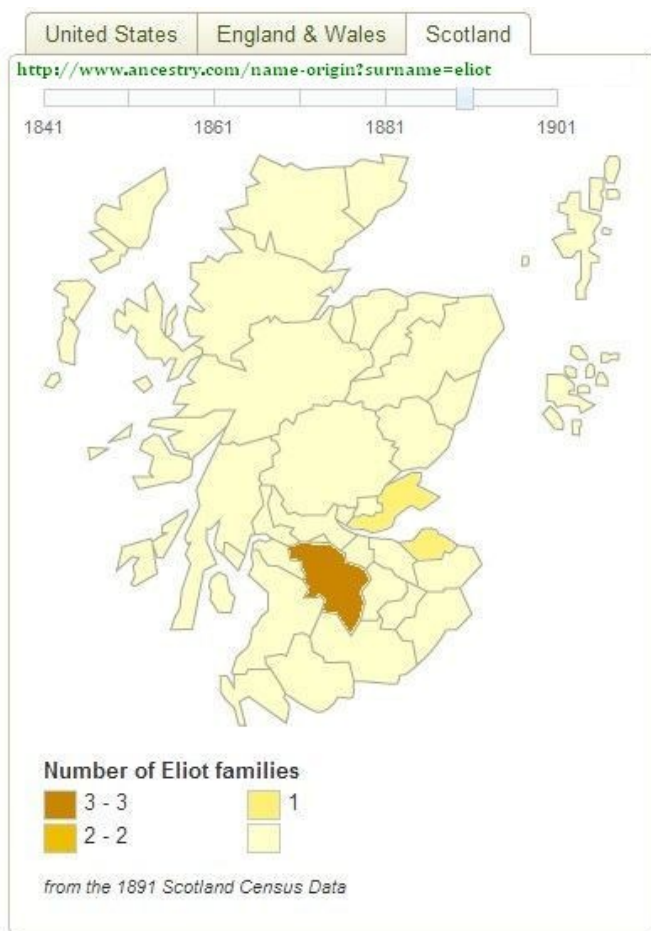 United States England & Wales Scotland
http://www.ancestry.com/name-origin?surname=eliot
1841 1861 1881 1901
Number of Eliot families
3 - 3 1
2 - 2
from the 1891 Scotland Census Data